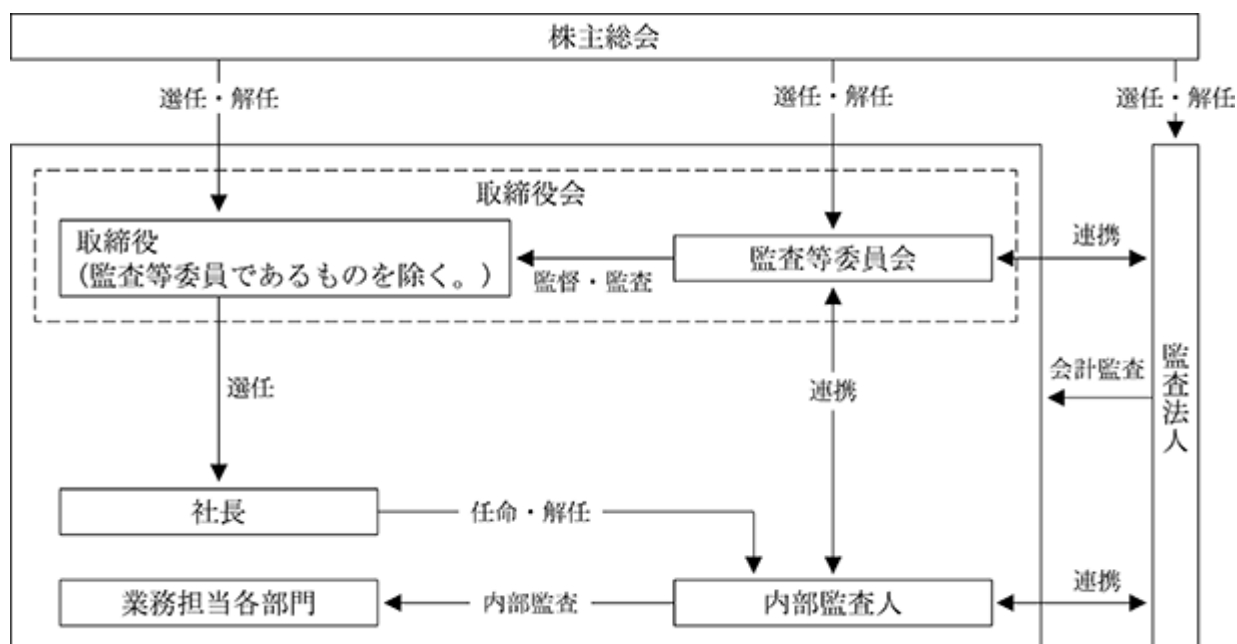 株主総会
選任・解任
選任・解任
選任・解任
取締役会
取締役
(監査等委員であるものを除く。)
監督・監査
監査等委員会
連携
選任
連携
会計監査
監査法人
社長
任命・解任
業務担当各部門
内部監査
内部監査人
連携